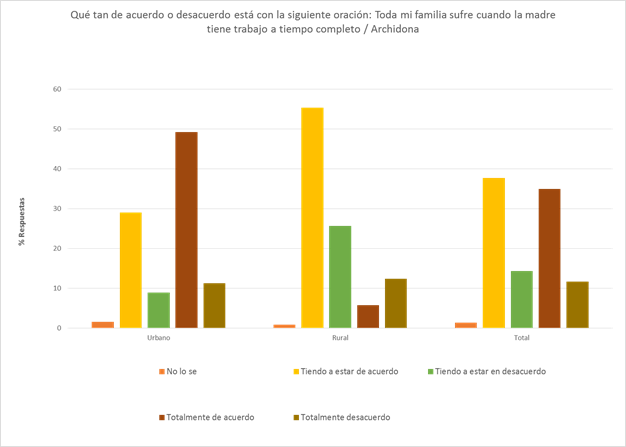 Qué tan de acuerdo o desacuerdo está con la siguiente oración: Toda mi familia sufre cuando la madre
tiene trabajo a tiempo completo / Archidona
60
50
40
30
20
10
0
% Respuestas
Urbano Rural Total
No lo se Tiendo a estar de acuerdo Tiendo a estar en desacuerdo
Totalmente de acuerdo Totalmente desacuerdo